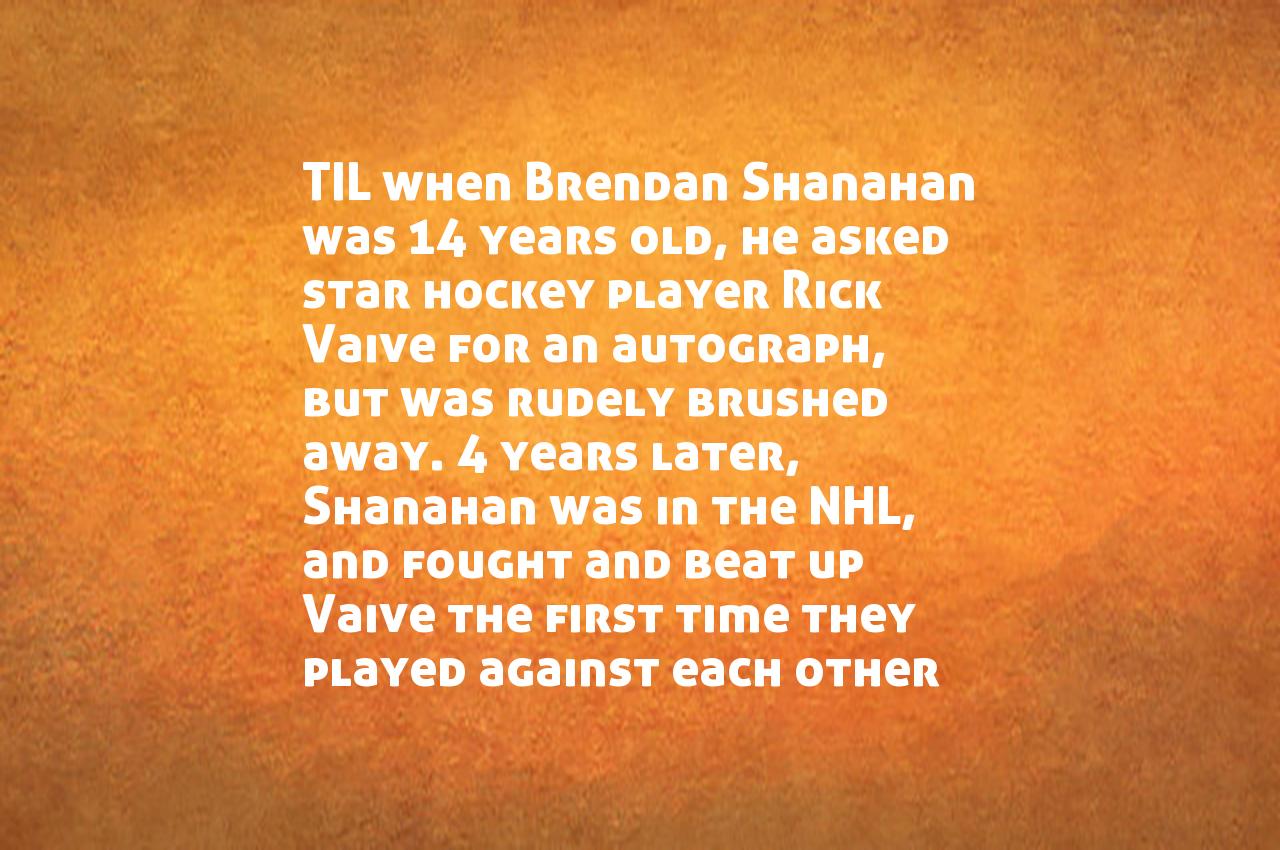 TIL when Brendan Shanahan
was 14 years old, he asked
star hockey player Rick
Vaive for an autograph,
but was rudely brushed
away. 4 years later,
Shanahan was in the NHL,
and fought and beat up
Vaive the first time they
played against each other